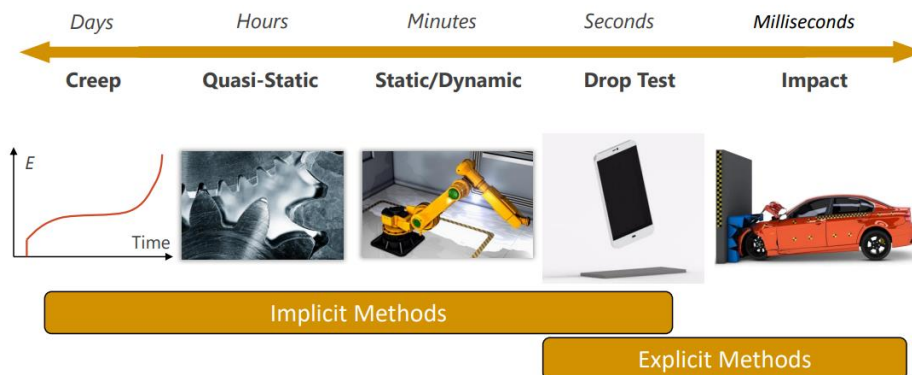 Days Hours Minutes Seconds Milliseconds
Creep Quasi-Static Static/Dynamic Drop Test Impact
E
Time
Implicit Methods
Explicit Methods